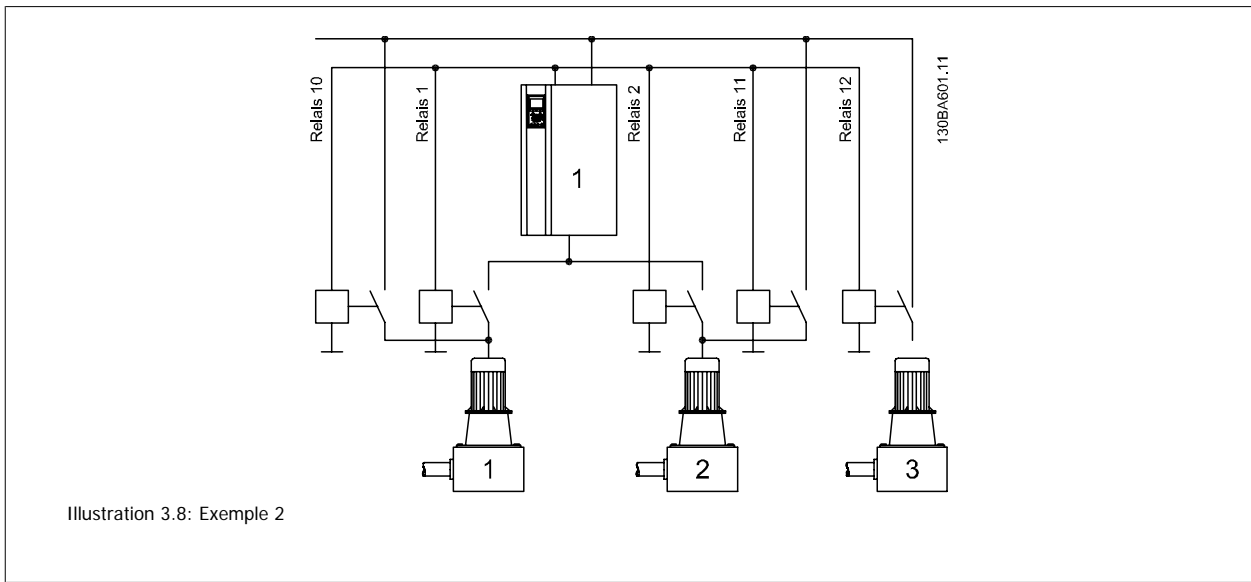 Relais 10
Relais 1
Relais 2
Relais 11
Relais 12
130BA601.11
1
1
2
3
Illustration 3.8: Exemple 2